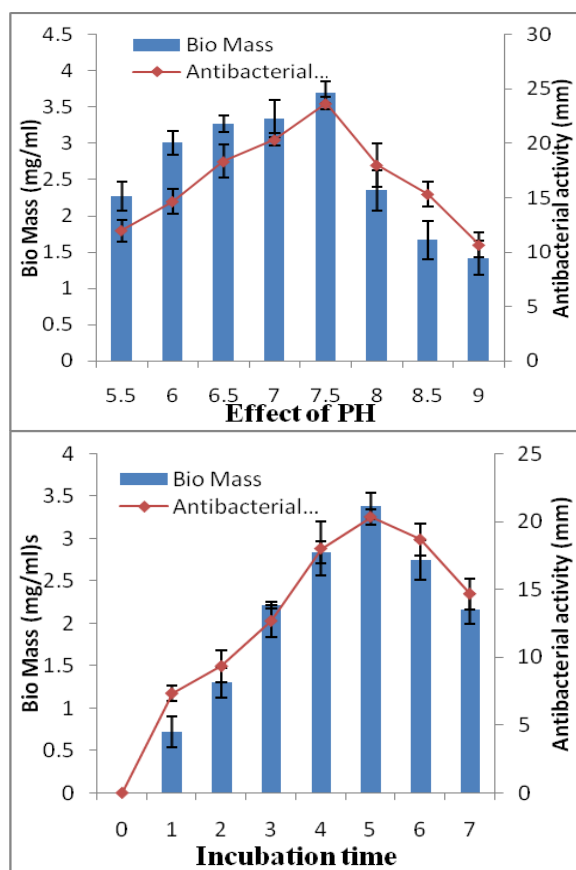 Bio Mass (mg/ml)
4.5
4
3.5
3
2.5
2
1.5
1
0.5
0
Bio Mass
Antibacterial...
30
25
20
15
10
5
0
Antibacterial activity (mm)
5.5 6 6.5 7 7.5 8 8.5 9
Effect of PH
Bio Mass (mg/ml)s
4
3.5
3
2.5
2
1.5
1
0.5
0
Bio Mass
Antibacterial...
25
20
15
10
5
0
Antibacterial activity (mm)
0 1 2 3 4 5 6 7
Incubation time